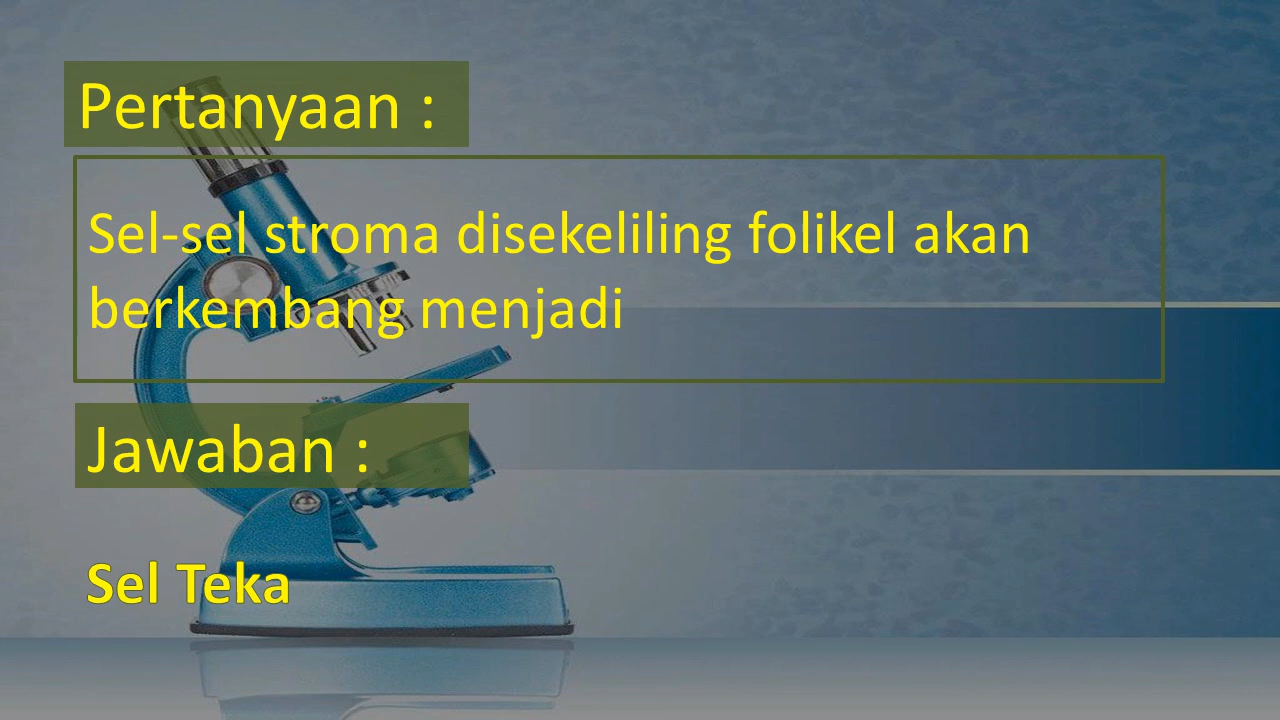 Pertanyaan :
Sel-sel stroma disekeliling folikel akan
berkembang menjadi
Jawaban :
Sel Teka